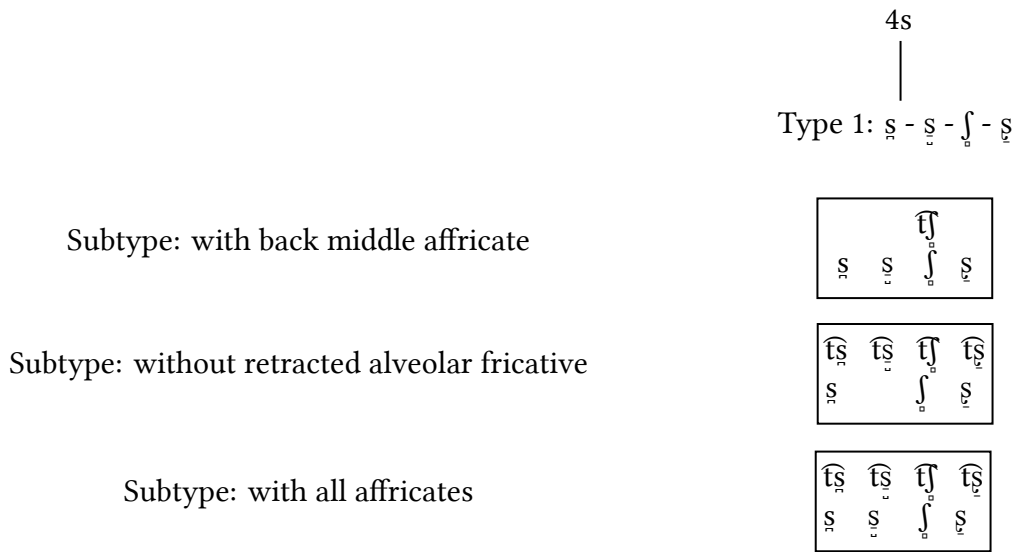 4s
Type 1: s̪ - s̠̺ - ʃ̻ - ʂ̠
Subtype: with back middle affricate
t͡ʃ̻
s̪ s̠̺ ʃ̻ ʂ̠
Subtype: without retracted alveolar fricative
t͡s̪ t͡s̠̺ t͡ʃ̻ t͡ʂ̠
s̪ ʃ̻ ʂ̠
Subtype: with all affricates
t͡s̪ t͡s̠̺ t͡ʃ̻ t͡ʂ̠
s̪ s̠̺ ʃ̻ ʂ̠